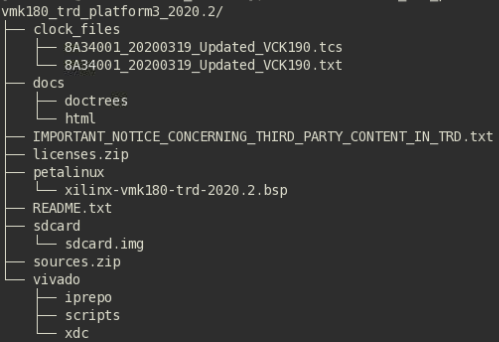 vmk180_trd_platform3_2020.2/
├── clock_files
│   ├── 8A34001_20200319_Updated_VCK190.tcs
│   └── 8A34001_20200319_Updated_VCK190.txt
├── docs
│   ├── doctrees
│   └── html
├── IMPORTANT_NOTICE_CONCERNING_THIRD_PARTY_CONTENT_IN_TRD.txt
├── licenses.zip
├── petalinux
│   └── xilinx-vmk180-trd-2020.2.bsp
├── README.txt
├── sdcard
│   └── sdcard.img
├── sources.zip
└── vivado
    ├── iprepo
    ├── scripts
    └── xdc